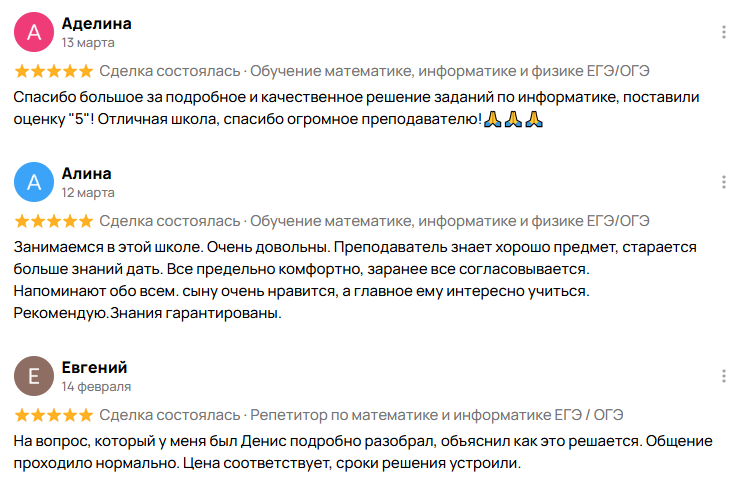 А
Аделина
13 марта
Сделка состоялась · Обучение математике, информатике и физике ЕГЭ/ОГЭ
Спасибо большое за подробное и качественное решение заданий по информатике, поставили
оценку "5"! Отличная школа, спасибо огромное преподавателю!🙏🙏🙏
А
Алина
12 марта
Сделка состоялась · Обучение математике, информатике и физике ЕГЭ/ОГЭ
Занимаемся в этой школе. Очень довольны. Преподаватель знает хорошо предмет, старается
больше знаний дать. Все предельно комфортно, заранее все согласовывается.
Напоминают обо всем. сыну очень нравится, а главное ему интересно учиться.
Рекомендую.Знания гарантированы.
Е
Евгений
14 февраля
Сделка состоялась · Репетитор по математике и информатике ЕГЭ / ОГЭ
На вопрос, который у меня был Денис подробно разобрал, объяснил как это решается. Общение
проходило нормально. Цена соответствует, сроки решения устроили.